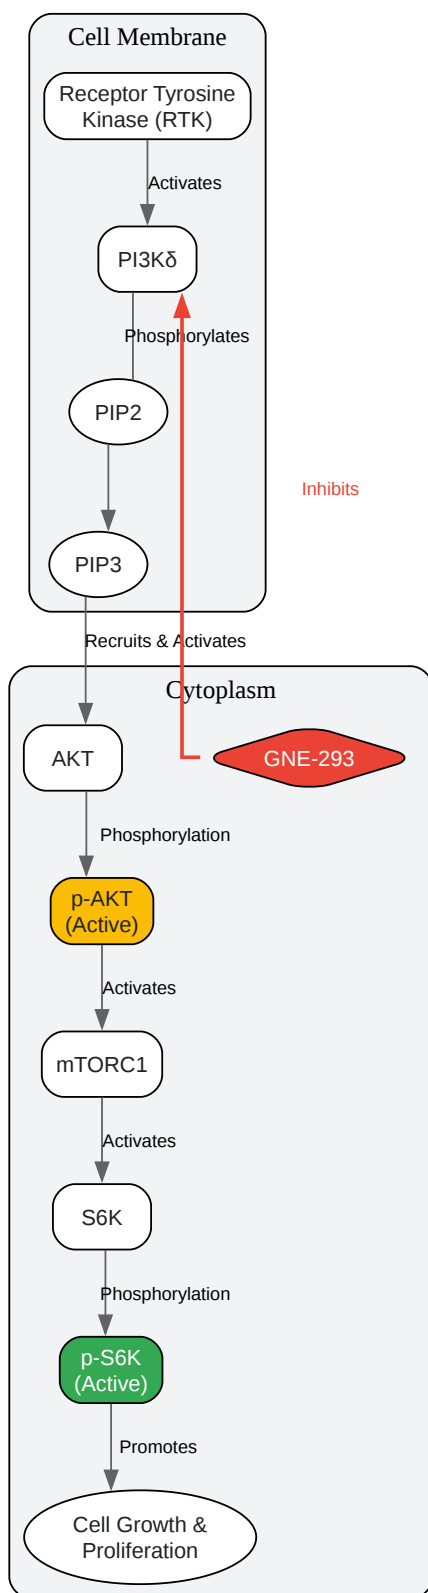 Cell Membrane
Receptor Tyrosine
Kinase (RTK)
Activates
PI3Kδ
Phosphorylates
PIP2
Inhibits
PIP3
Recruits & Activates
Cytoplasm
AKT
GNE-293
Phosphorylation
p-AKT
(Active)
Activates
mTORC1
Activates
S6K
Phosphorylation
p-S6K
(Active)
Promotes
Cell Growth &
Proliferation